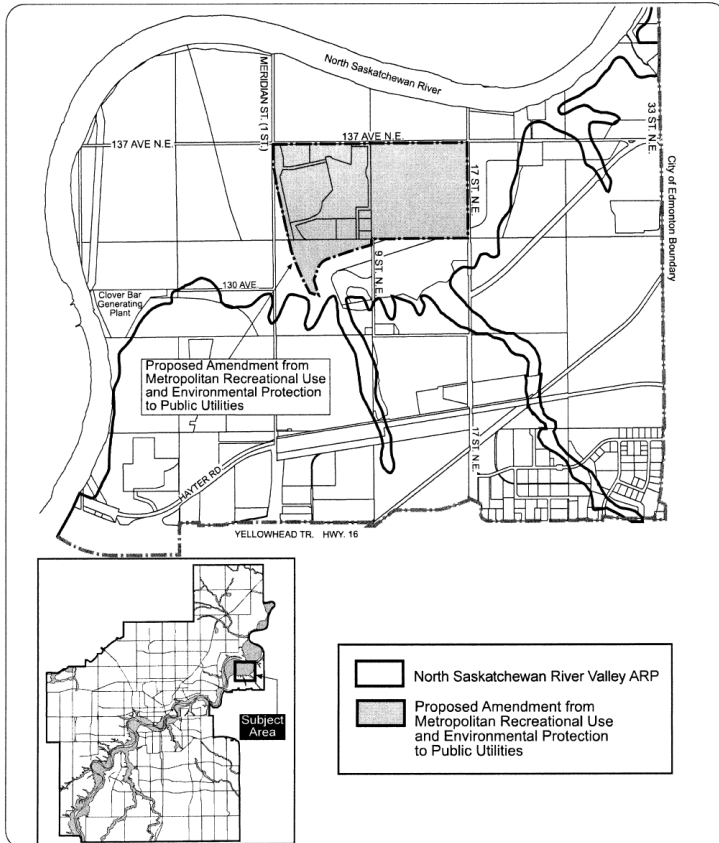 North Saskatchewan River
MERIDIAN ST. (1 ST.)
33 ST. N.E.
137 AVE N.E.
137 AVE N.E.
17 ST. N.E.
City of Edmonton Boundary
9 ST. N.E.
130 AVE.
Clover Bar
Generating
Plant
Proposed Amendment from
Metropolitan Recreational Use
and Environmental Protection
to Public Utilities
17 ST. N.E.
HAYTER RD
YELLOWHEAD TR. HWY. 16
Subject
Area
North Saskatchewan River Valley ARP
Proposed Amendment from
Metropolitan Recreational Use
and Environmental Protection
to Public Utilities